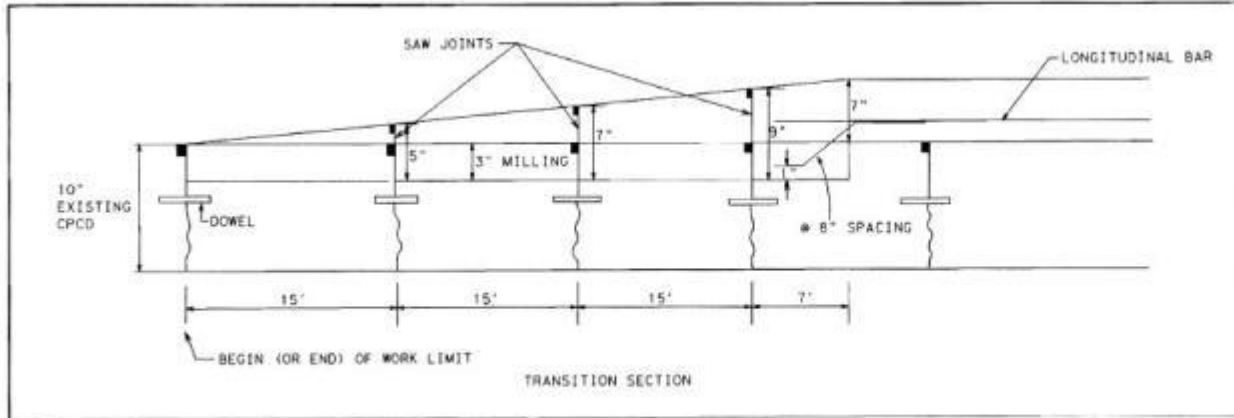 SAW JOINTS
LONGITUDINAL BAR
7"
9"
7"
5"
3" MILLING
10"
EXISTING
CPCD
DOWEL
@ 8" SPACING
15'
15'
15'
7'
BEGIN (OR END) OF WORK LIMIT
TRANSITION SECTION